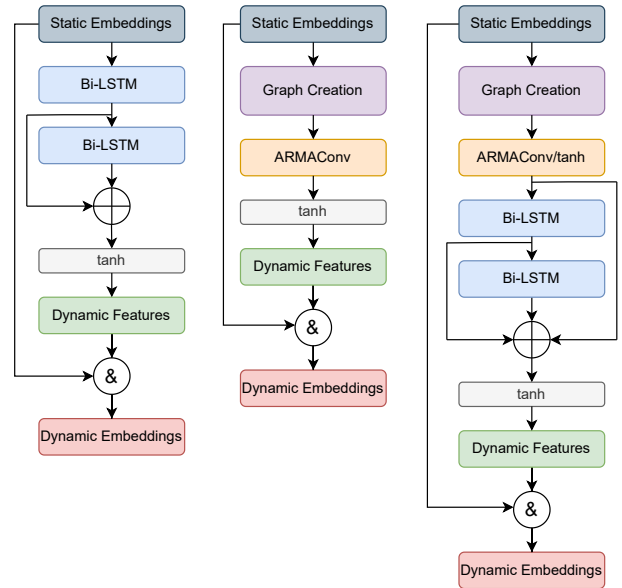 Static Embeddings
Bi-LSTM
Bi-LSTM
tanh
Dynamic Features
&
Dynamic Embeddings
Static Embeddings
Graph Creation
ARMAConv
tanh
Dynamic Features
&
Dynamic Embeddings
Static Embeddings
Graph Creation
ARMAConv/tanh
Bi-LSTM
Bi-LSTM
tanh
Dynamic Features
&
Dynamic Embeddings